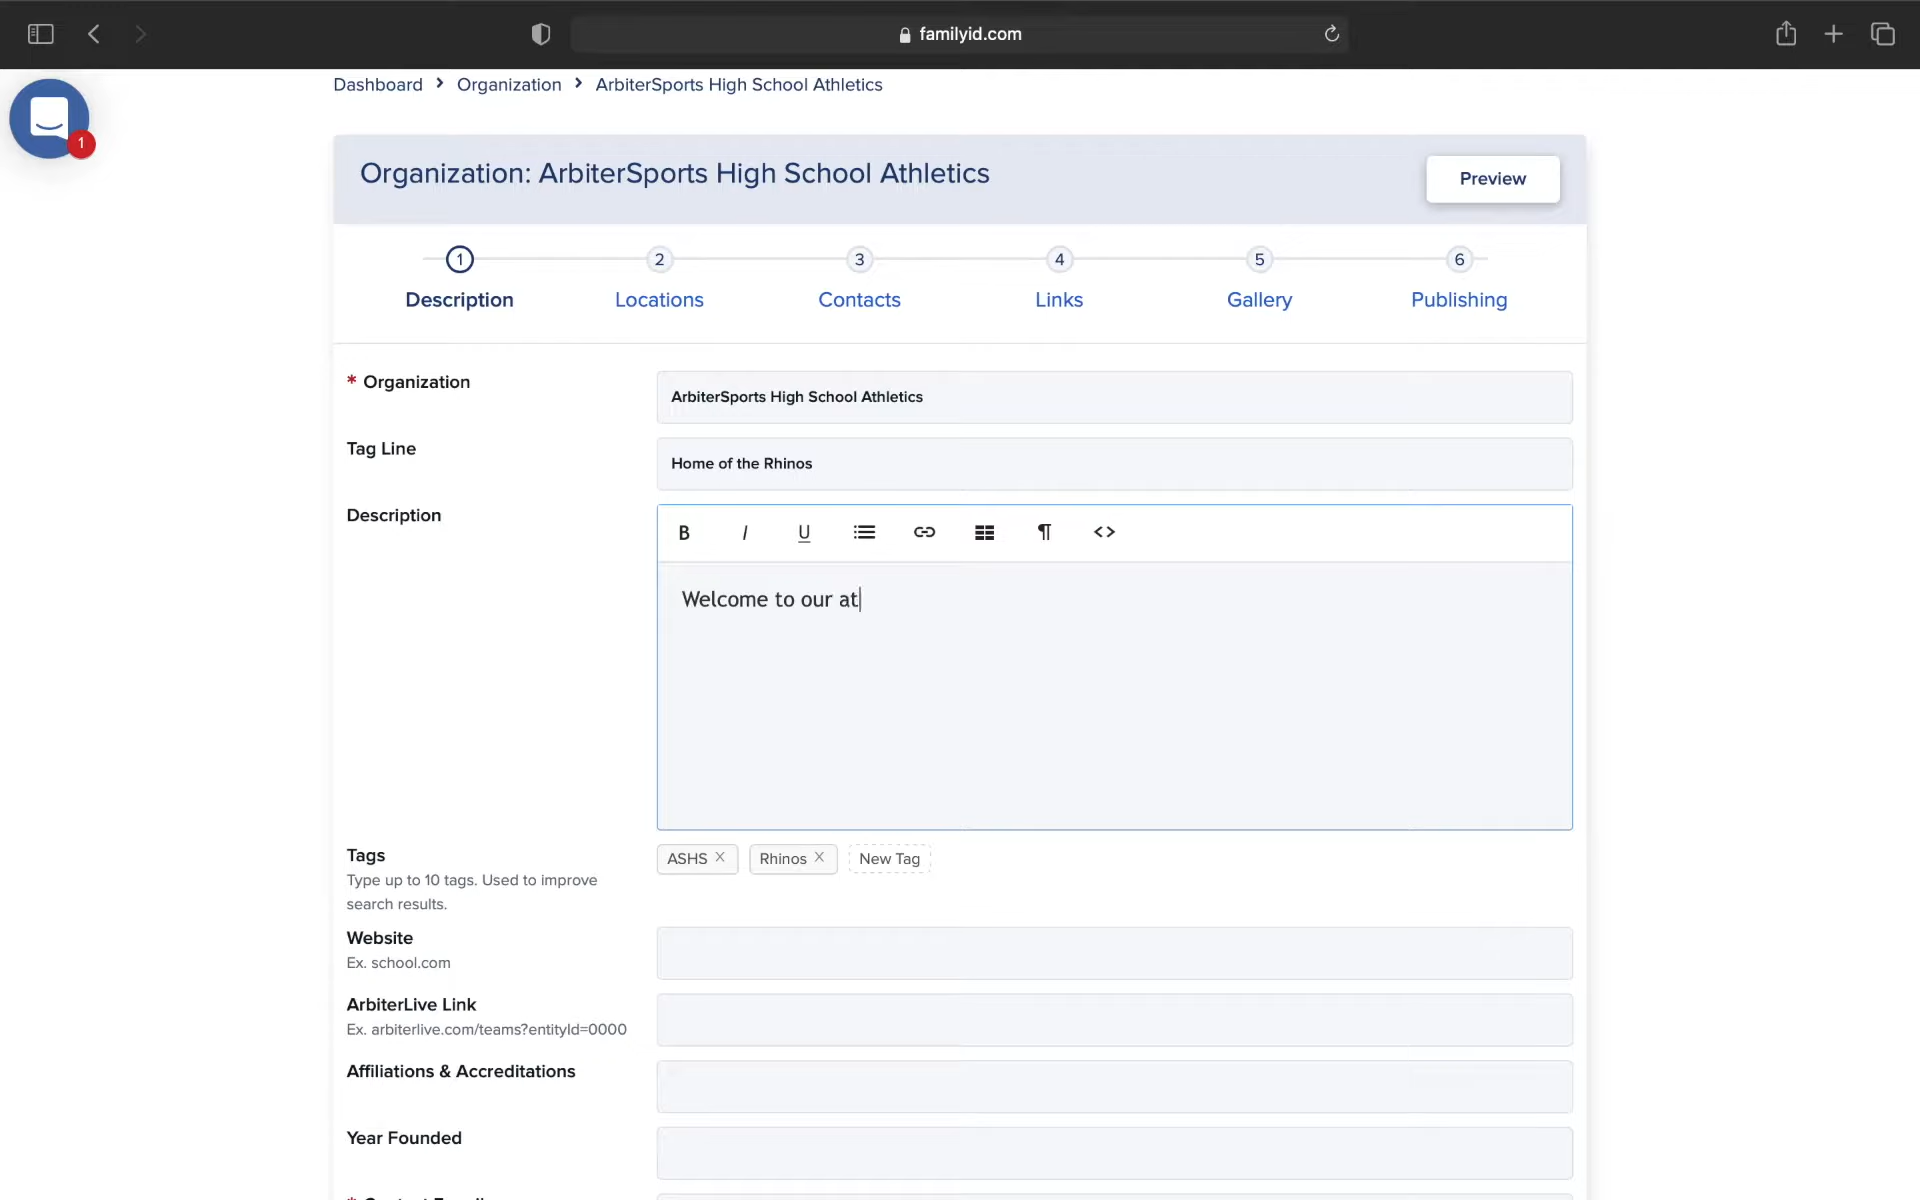 familyid.com
Dashboard > Organization > ArbiterSports High School Athletics
1
Organization: ArbiterSports High School Athletics
Preview
1 2 3 4 5 6
Description Locations Contacts Links Gallery Publishing
* Organization
ArbiterSports High School Athletics
Tag Line
Home of the Rhinos
Description
B I U ¶ <>
Welcome to our at
Tags
ASHS X Rhinos X New Tag
Type up to 10 tags. Used to improve
search results.
Website
Ex. school.com
ArbiterLive Link
Ex. arbiterlive.com/teams?entityId=0000
Affiliations & Accreditations
Year Founded